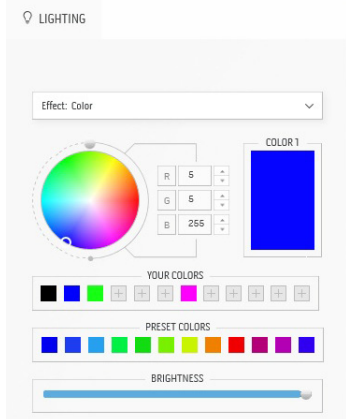 LIGHTING
Effect: Color
COLOR 1
R 5
G 5
B 255
YOUR COLORS
PRESET COLORS
BRIGHTNESS